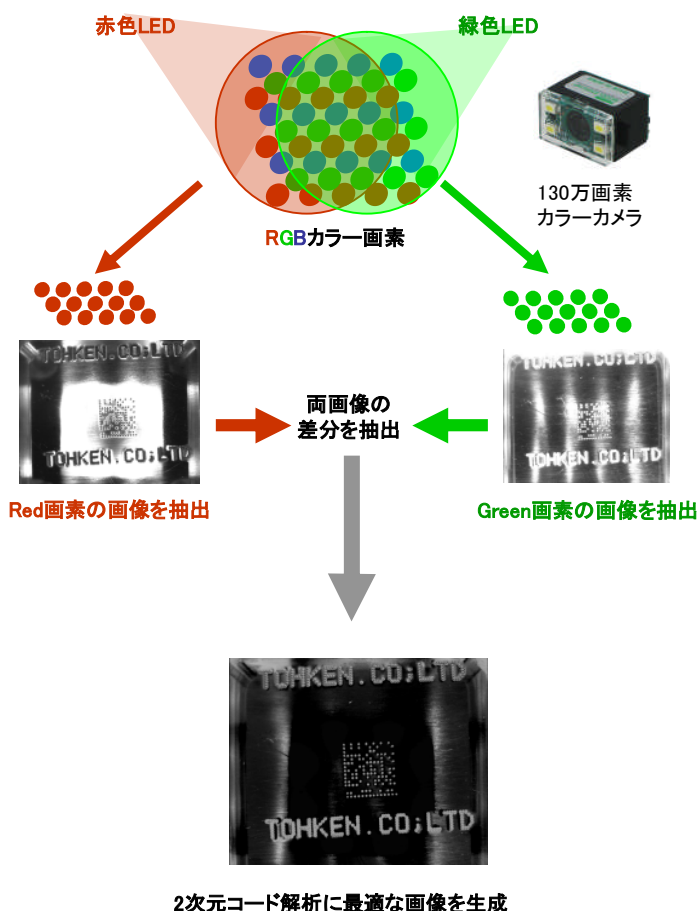 赤色LED
緑色LED
130万画素
カラーカメラ
RGBカラー画素
TOHKEN.CO;LTD
TOHKEN.CO;LTD
TOHKEN.CO;LTD
TOHKEN.CO;LTD
両画像の
差分を抽出
Red画素の画像を抽出
Green画素の画像を抽出
TOHKEN.CO;LTD
TOHKEN.CO;LTD
2次元コード解析に最適な画像を生成